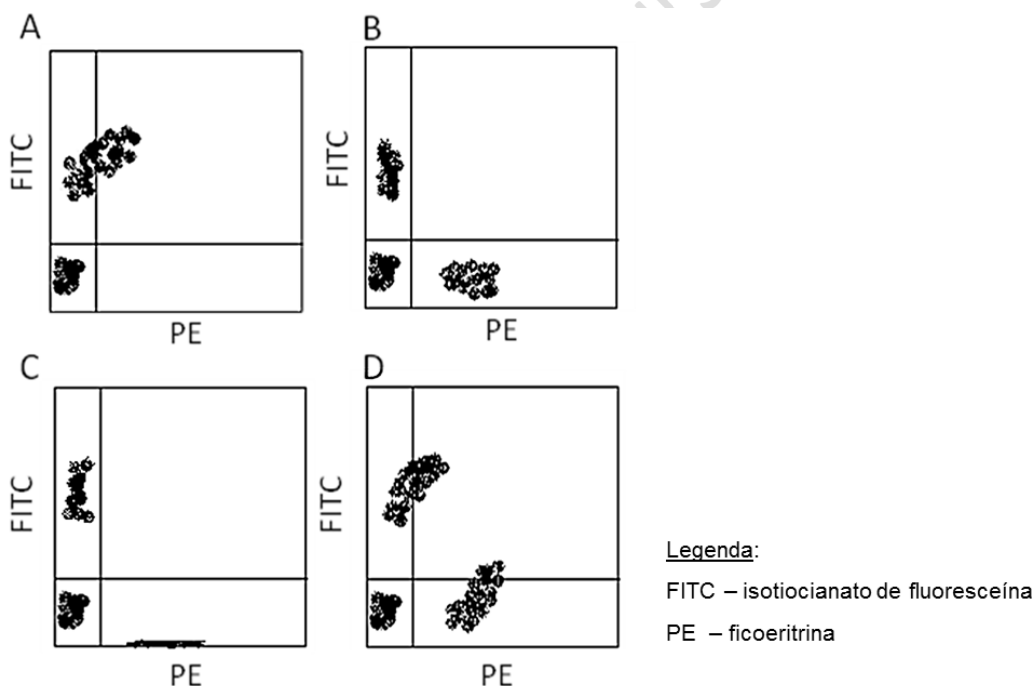 A
B
FITC
FITC
PE
PE
C
D
FITC
FITC
PE
PE
Legenda:
FITC – isotiocianato de fluoresceína
PE – ficoeritrina